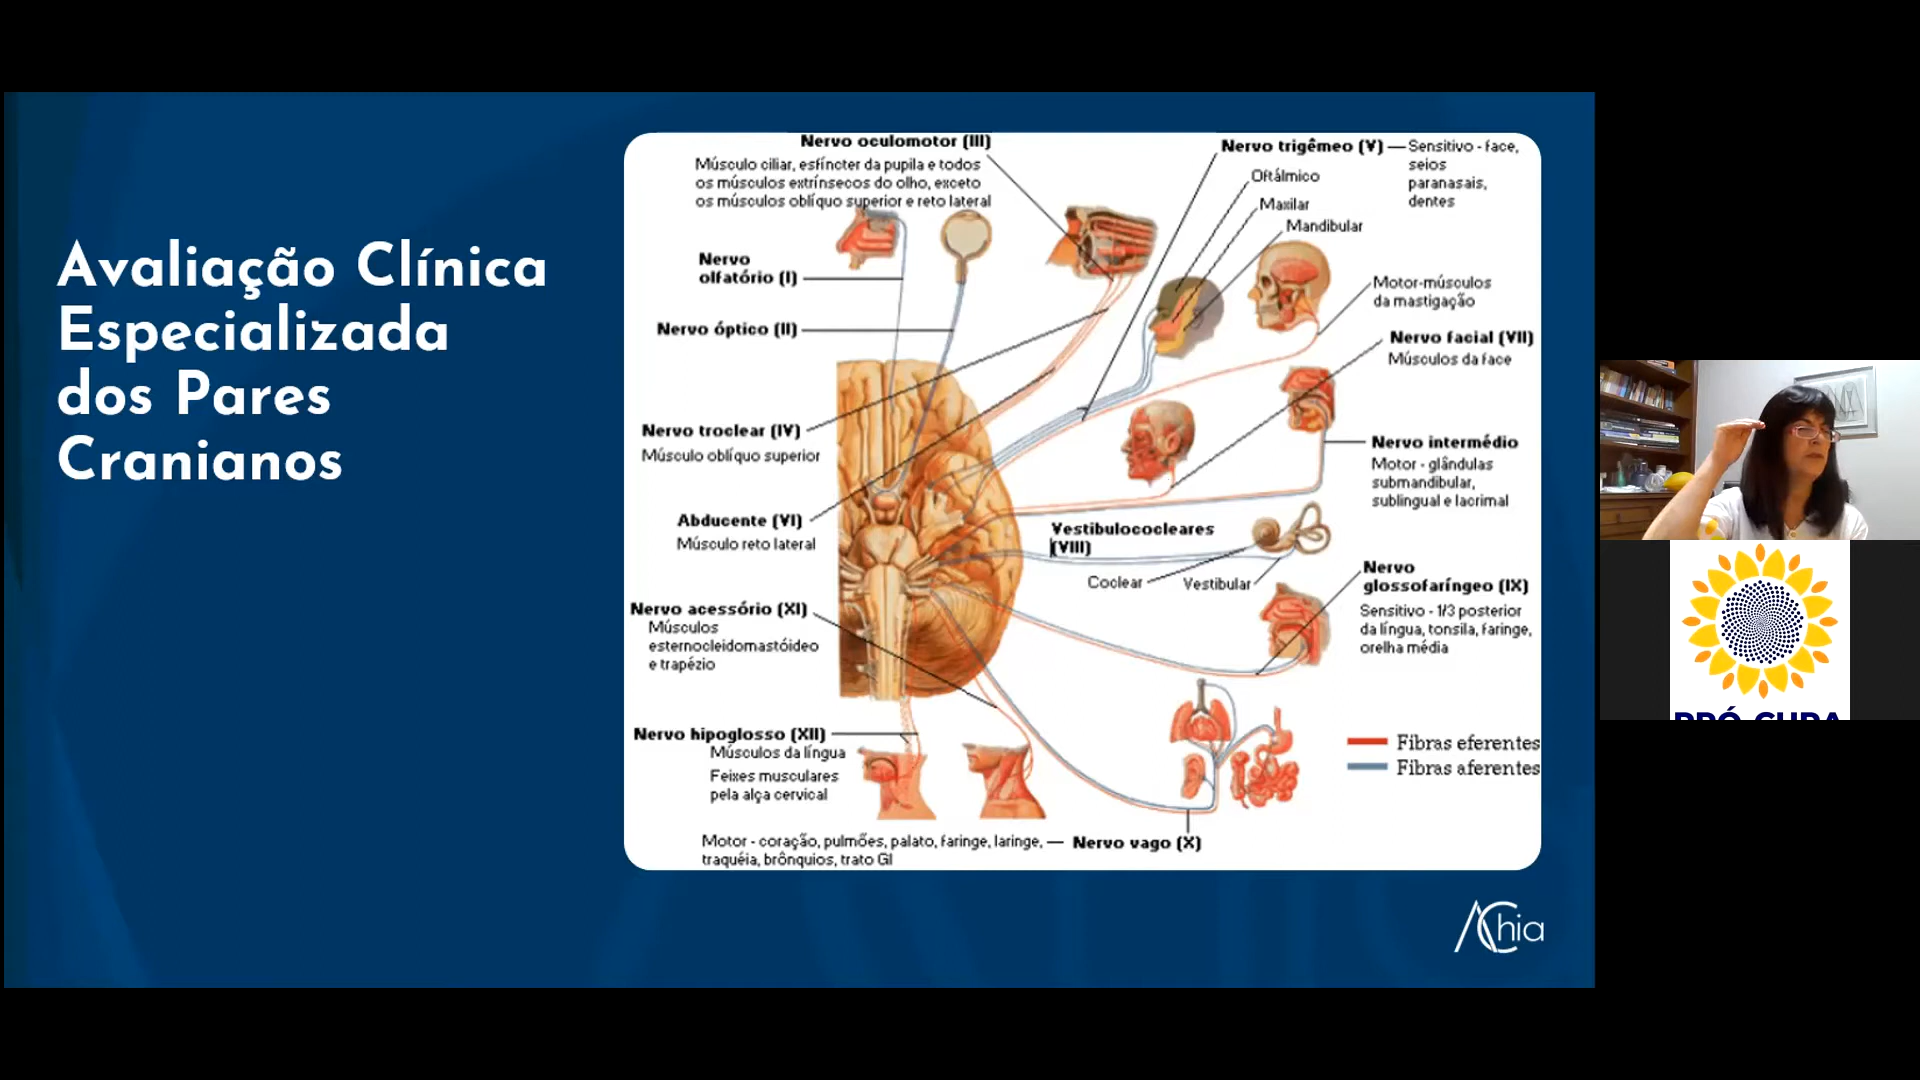 Avaliação Clínica
Especializada
dos Pares
Cranianos
Nervo oculomotor (III)
Músculo ciliar, esfíncter da pupila e todos
os músculos extrínsecos do olho, exceto
os músculos oblíquo superior e reto lateral
Nervo
olfatório (I)
Nervo óptico (II)
Nervo troclear (IV)
Músculo oblíquo superior
Abducente (VI)
Músculo reto lateral
Nervo acessório (XI)
Músculos
esternocleidomastóideo
e trapézio
Nervo hipoglosso (XII)
Músculos da língua
Feixes musculares
pela alça cervical
Nervo trigêmeo (V)
Sensitivo - face,
seios
paranasais,
dentes
Oftálmico
Maxilar
Mandibular
Motor-músculos
da mastigação
Nervo facial (VII)
Músculos da face
Nervo intermédio
Motor - glândulas
submandibular,
sublingual e lacrimal
Vestibulococleares
(VIII)
Coclear
Vestibular
Nervo
glossofaríngeo (IX)
Sensitivo - 1/3 posterior
da língua, tonsila, faringe,
orelha média
Fibras eferentes
Fibras aferentes
Motor - coração, pulmões, palato, faringe, laringe,
traquéia, brônquios, trato GI
Nervo vago (X)
AChia
PRÓ-CURA